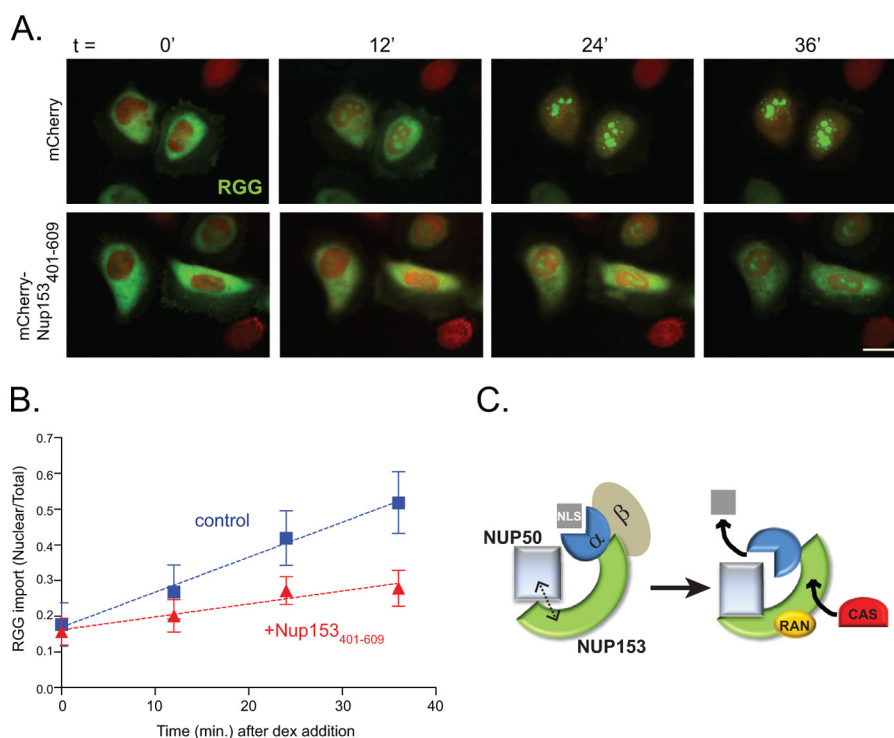 A.
t = 0' 12' 24' 36'
mCherry
RGG
mCherry-
Nup153401-609
B.
RGG import (Nuclear/Total)
0.7
0.6
0.5
0.4
0.3
0.2
0.1
0.0
control
+Nup153401-609
0 10 20 30 40
Time (min.) after dex addition
C.
NLS
β
α
NUP50
NUP153
RAN
CAS